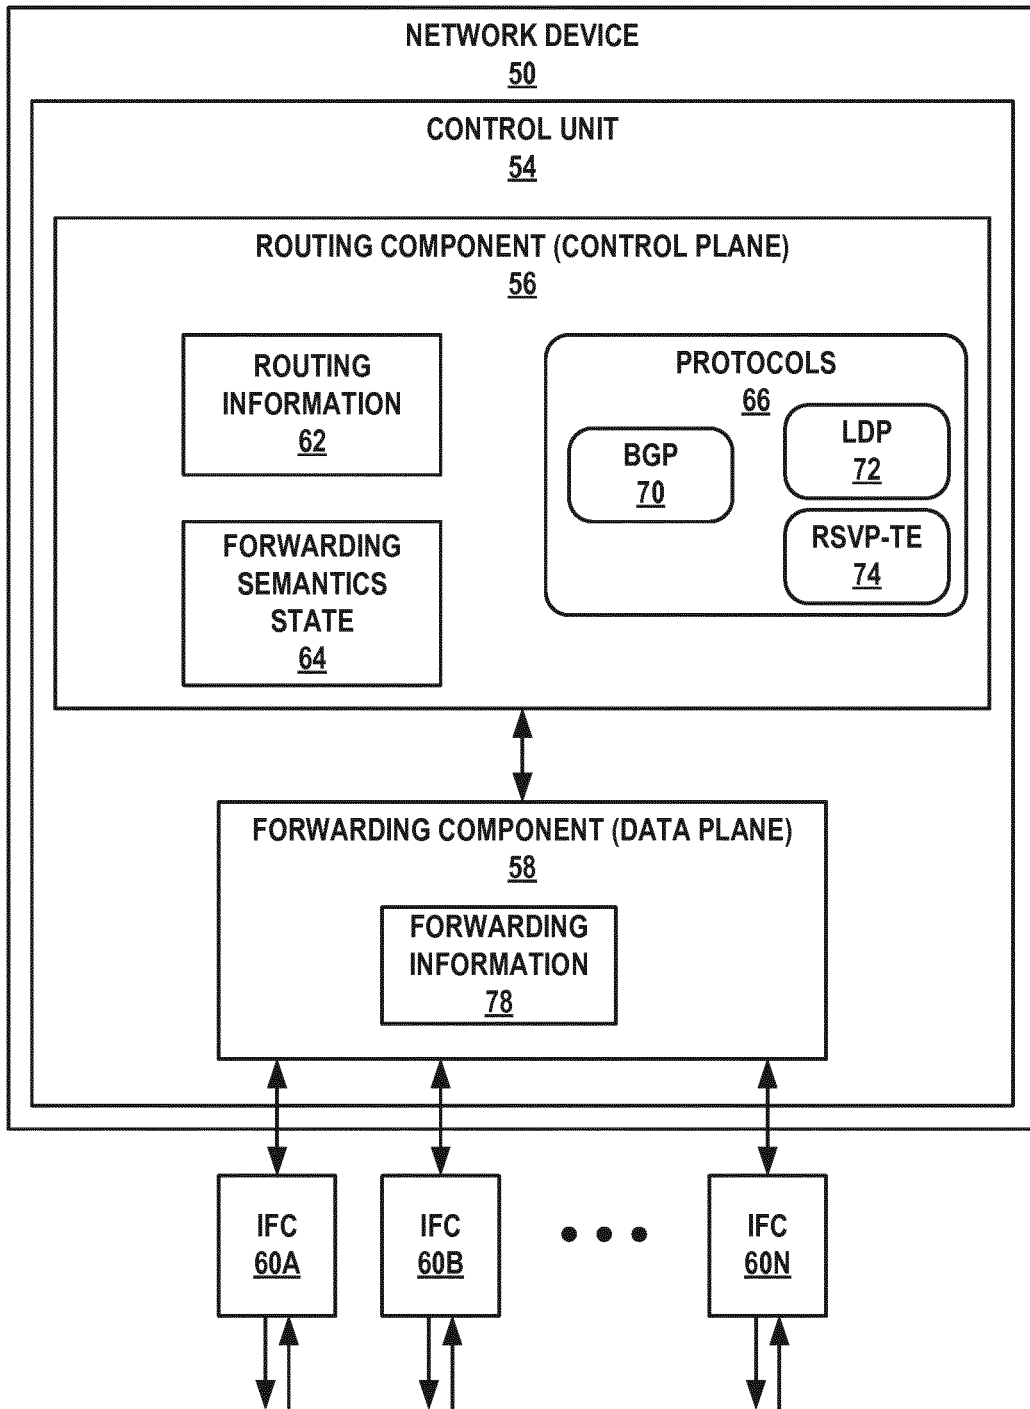 NETWORK DEVICE
50
CONTROL UNIT
54
ROUTING COMPONENT (CONTROL PLANE)
56
ROUTING
INFORMATION
62
FORWARDING
SEMANTICS
STATE
64
PROTOCOLS
66
BGP
70
LDP
72
RSVP-TE
74
FORWARDING COMPONENT (DATA PLANE)
58
FORWARDING
INFORMATION
78
IFC
60A
IFC
60B
IFC
60N